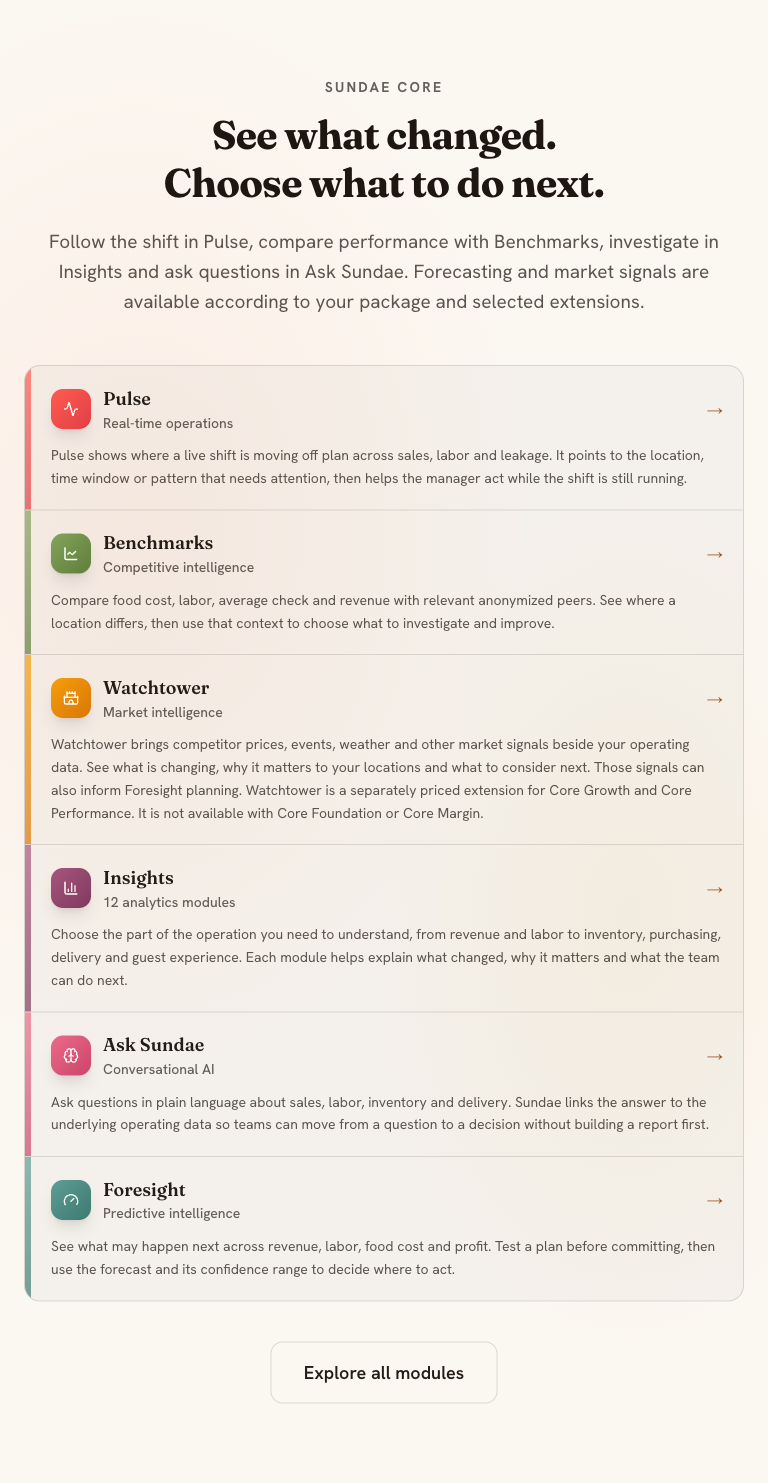 SUNDAE CORE
See what changed.
Choose what to do next.
Follow the shift in Pulse, compare performance with Benchmarks, investigate in
Insights and ask questions in Ask Sundae. Forecasting and market signals are
available according to your package and selected extensions.
Pulse
Real-time operations
→
Pulse shows where a live shift is moving off plan across sales, labor and leakage. It points to the location,
time window or pattern that needs attention, then helps the manager act while the shift is still running.
Benchmarks
Competitive intelligence
→
Compare food cost, labor, average check and revenue with relevant anonymized peers. See where a
location differs, then use that context to choose what to investigate and improve.
Watchtower
Market intelligence
→
Watchtower brings competitor prices, events, weather and other market signals beside your operating
data. See what is changing, why it matters to your locations and what to consider next. Those signals can
also inform Foresight planning. Watchtower is a separately priced extension for Core Growth and Core
Performance. It is not available with Core Foundation or Core Margin.
Insights
12 analytics modules
→
Choose the part of the operation you need to understand, from revenue and labor to inventory, purchasing,
delivery and guest experience. Each module helps explain what changed, why it matters and what the team
can do next.
Ask Sundae
Conversational AI
→
Ask questions in plain language about sales, labor, inventory and delivery. Sundae links the answer to the
underlying operating data so teams can move from a question to a decision without building a report first.
Foresight
Predictive intelligence
→
See what may happen next across revenue, labor, food cost and profit. Test a plan before committing, then
use the forecast and its confidence range to decide where to act.
Explore all modules